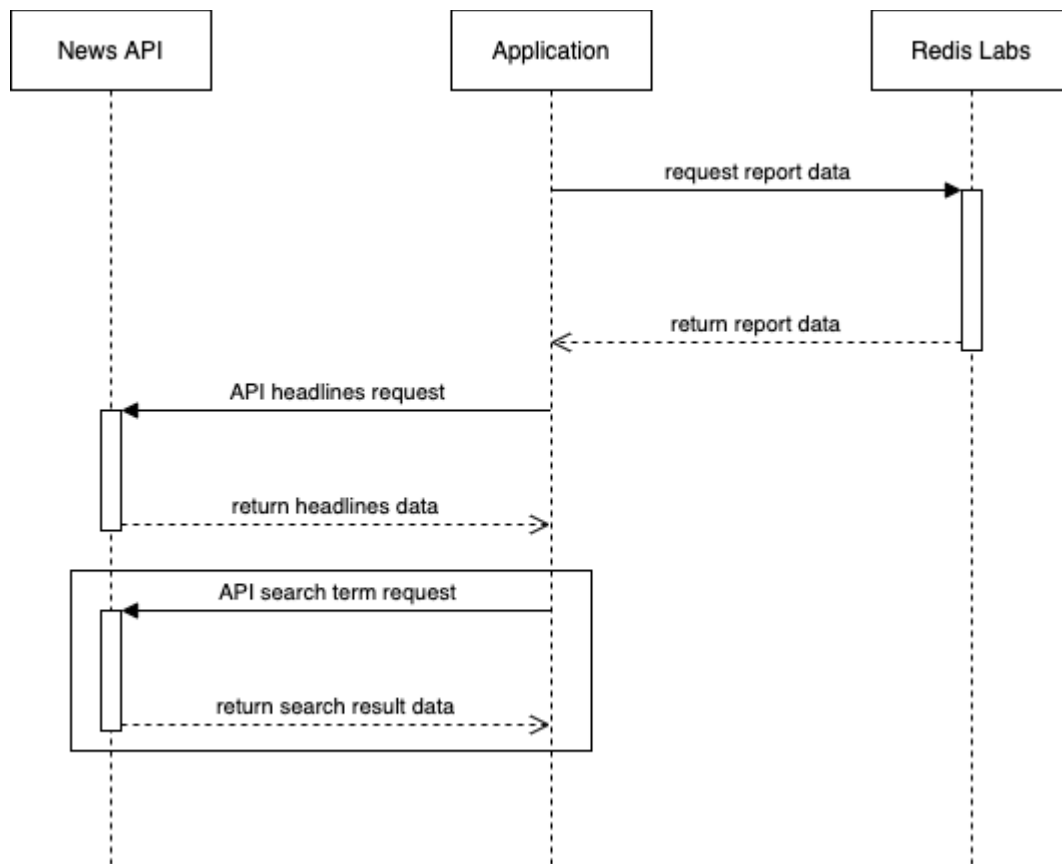 News API
Application
Redis Labs
request report data
return report data
API headlines request
return headlines data
API search term request
return search result data